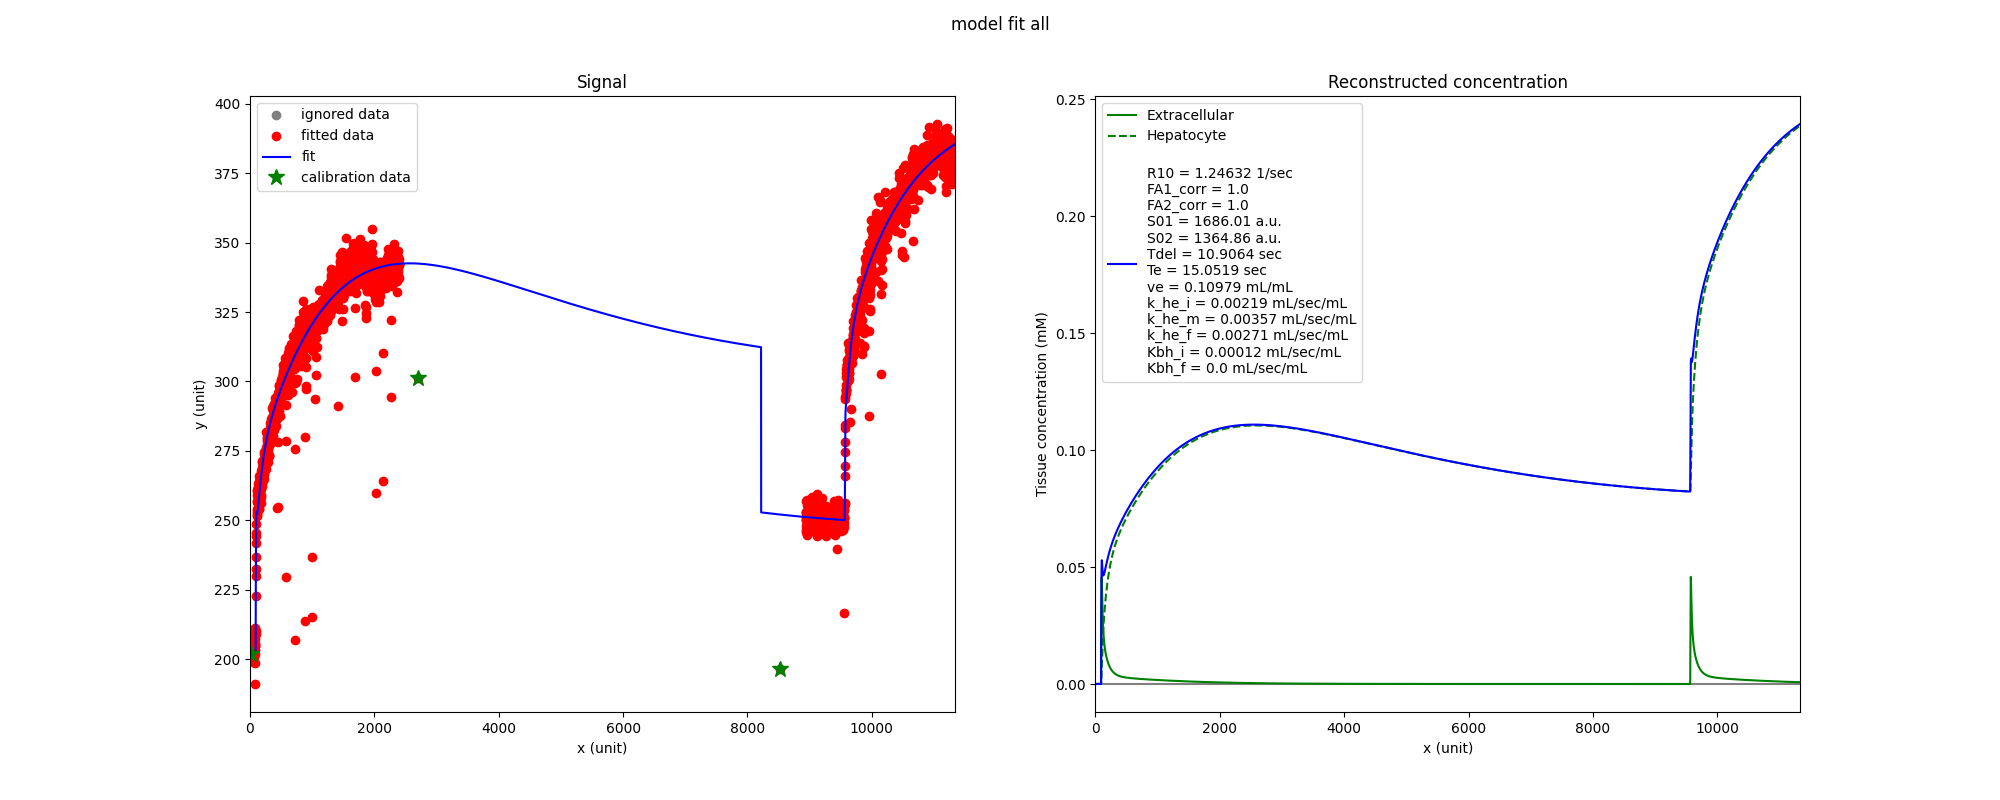 model fit all
Signal
400
375
350
325
300
275
250
225
200
y (unit)
ignored data
fitted data
fit
calibration data
0
2000
4000
6000
8000
10000
x (unit)
Reconstructed concentration
0.25
0.20
0.15
0.10
0.05
0.00
Tissue concentration (mM)
Extracellular
Hepatocyte
R10 = 1.24632 1/sec
FA1_corr = 1.0
FA2_corr = 1.0
S01 = 1686.01 a.u.
S02 = 1364.86 a.u.
Tdel = 10.9064 sec
Te = 15.0519 sec
ve = 0.10979 mL/mL
k_he_i = 0.00219 mL/sec/mL
k_he_m = 0.00357 mL/sec/mL
k_he_f = 0.00271 mL/sec/mL
Kbh_i = 0.00012 mL/sec/mL
Kbh_f = 0.0 mL/sec/mL
0
2000
4000
6000
8000
10000
x (unit)